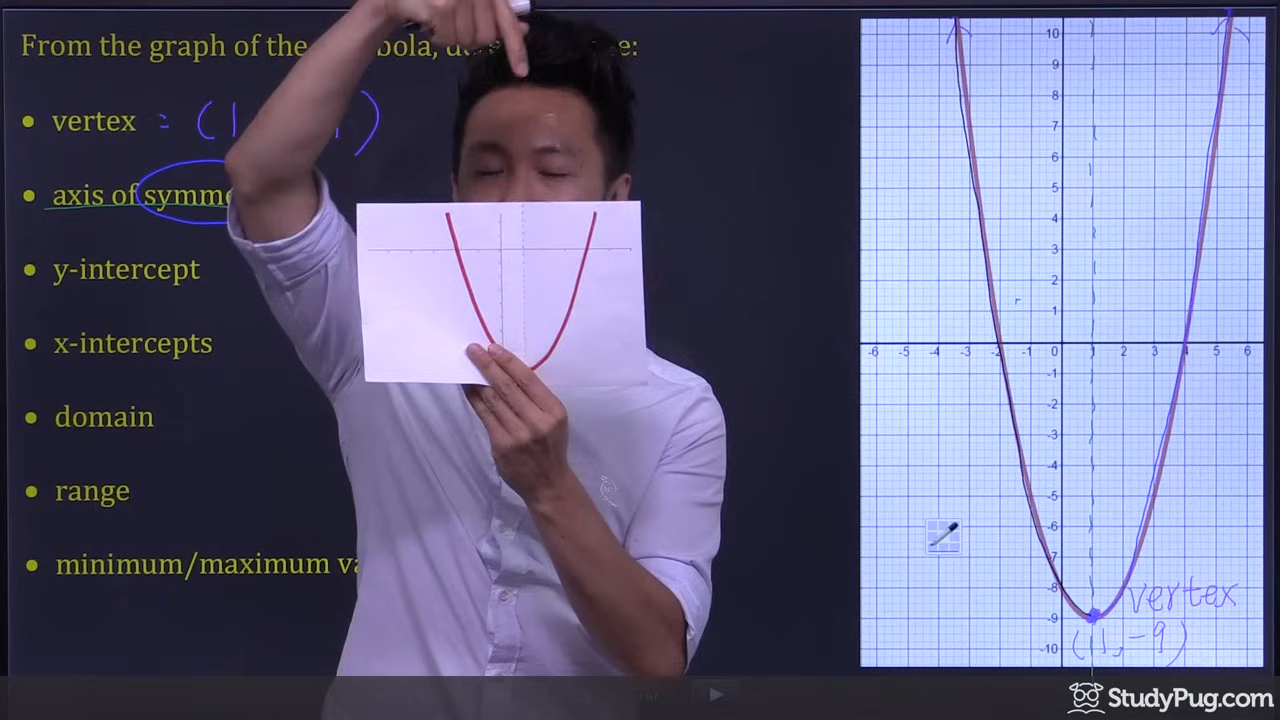 From the graph of the
• vertex = (1
• axis of symme
• y-intercept
• x-intercepts
• domain
• range
• minimum/maximum va
10
9
8
7
6
5
4
3
2
1
-6 -5 -4 -3 -2 -1 0 1 2 3 4 5 6
-1
-2
-3
-4
-5
-6
-7
-8
-9
-10
vertex
(1, -9)
StudyPug.com